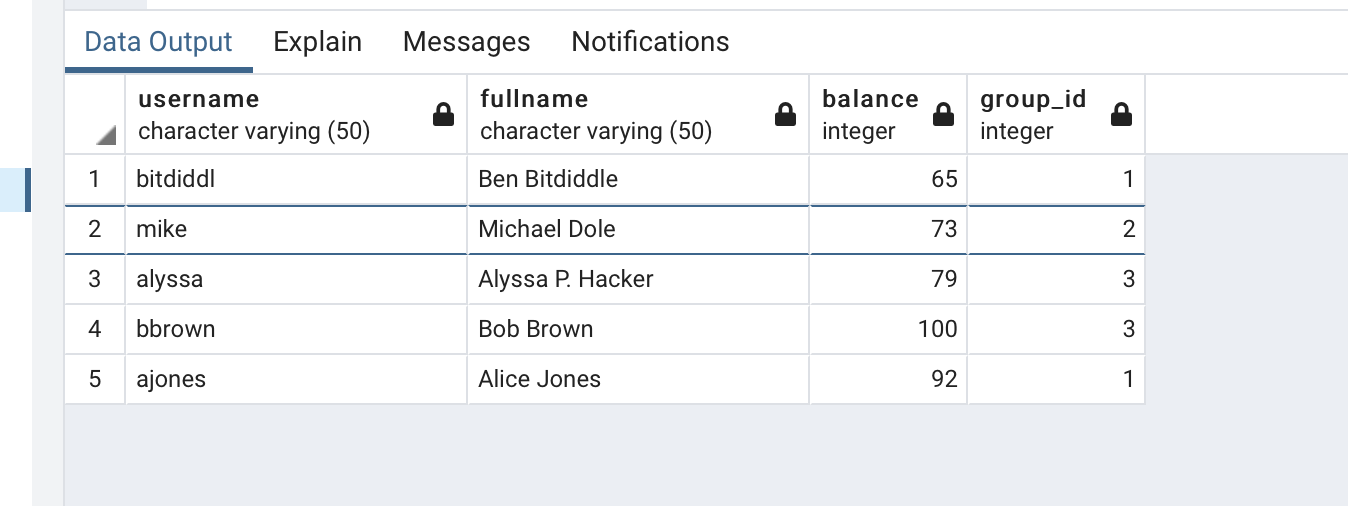 Data Output Explain Messages Notifications
username fullname balance group_id
character varying (50) character varying (50) integer integer
1 bitdiddl Ben Bitdiddle 65 1
2 mike Michael Dole 73 2
3 alyssa Alyssa P. Hacker 79 3
4 bbrown Bob Brown 100 3
5 ajones Alice Jones 92 1